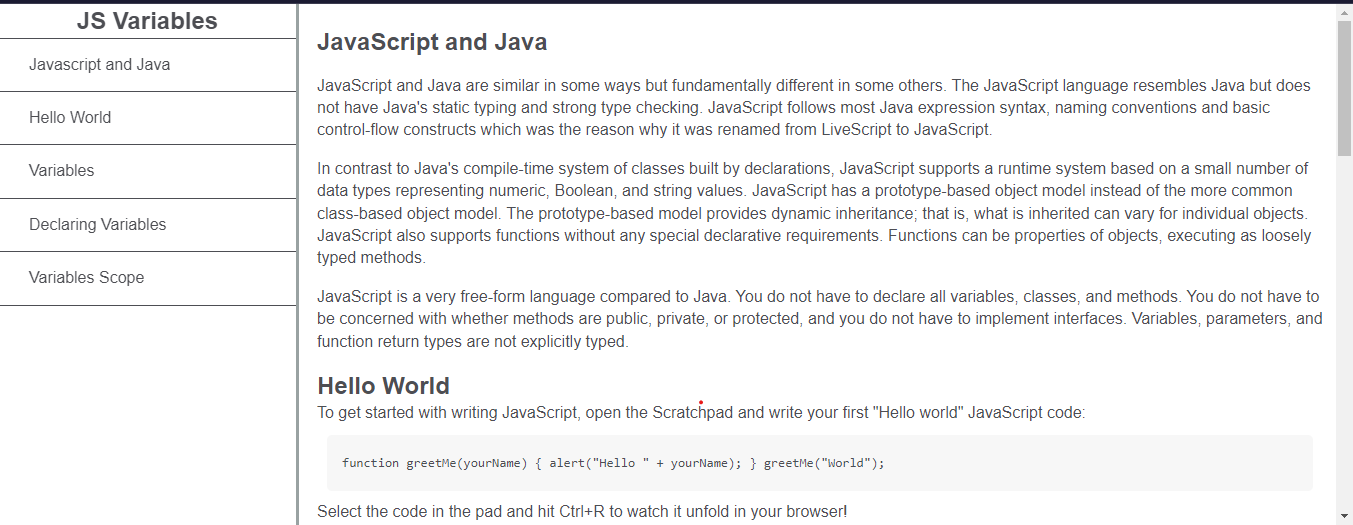 JS Variables
Javascript and Java
Hello World
Variables
Declaring Variables
Variables Scope
JavaScript and Java
JavaScript and Java are similar in some ways but fundamentally different in some others. The JavaScript language resembles Java but does
not have Java's static typing and strong type checking. JavaScript follows most Java expression syntax, naming conventions and basic
control-flow constructs which was the reason why it was renamed from LiveScript to JavaScript.
In contrast to Java's compile-time system of classes built by declarations, JavaScript supports a runtime system based on a small number of
data types representing numeric, Boolean, and string values. JavaScript has a prototype-based object model instead of the more common
class-based object model. The prototype-based model provides dynamic inheritance; that is, what is inherited can vary for individual objects.
JavaScript also supports functions without any special declarative requirements. Functions can be properties of objects, executing as loosely
typed methods.
JavaScript is a very free-form language compared to Java. You do not have to declare all variables, classes, and methods. You do not have to
be concerned with whether methods are public, private, or protected, and you do not have to implement interfaces. Variables, parameters, and
function return types are not explicitly typed.
Hello World
To get started with writing JavaScript, open the Scratchpad and write your first "Hello world" JavaScript code:
function greetMe(yourName) { alert("Hello " + yourName); } greetMe("World");
Select the code in the pad and hit Ctrl+R to watch it unfold in your browser!